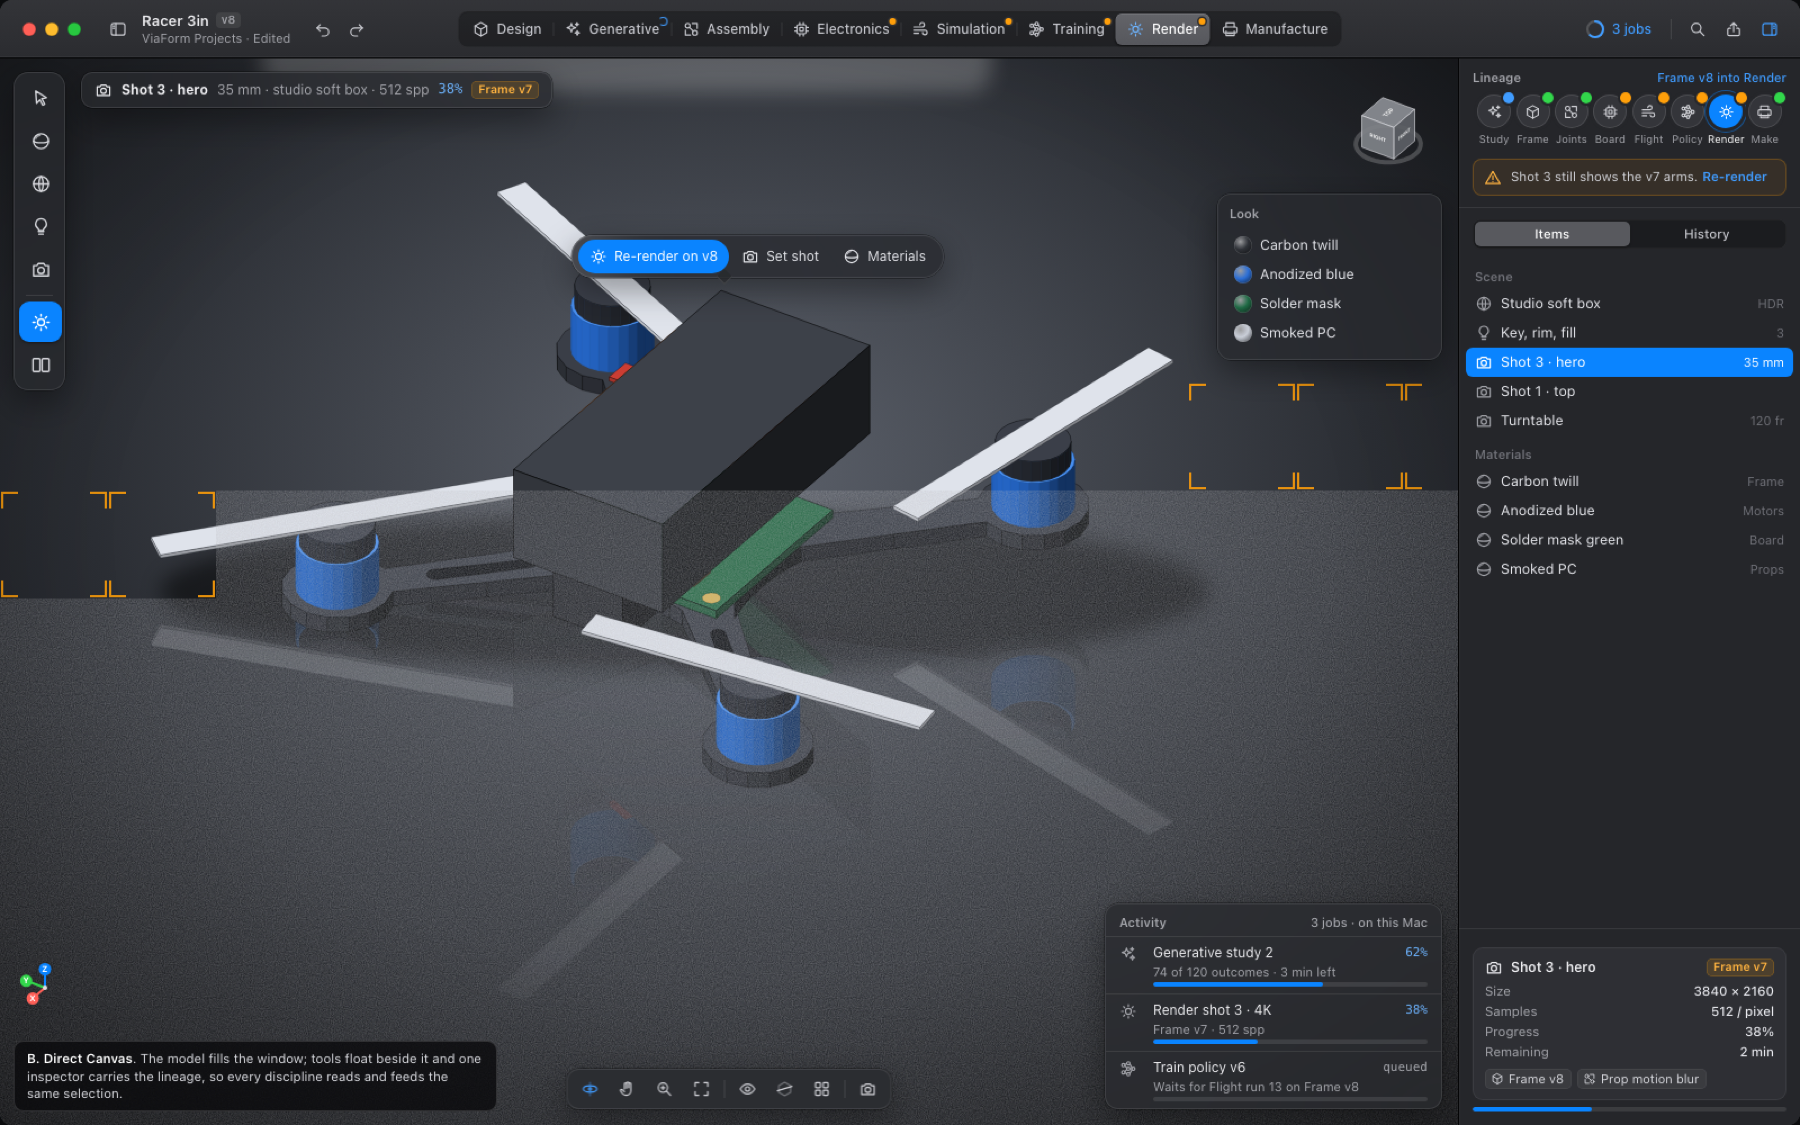 Racer 3in v8
ViaForm Projects · Edited
Design
Generative
Assembly
Electronics
Simulation
Training
Render
Manufacture
3 jobs
Shot 3 · hero 35 mm · studio soft box · 512 spp 38% Frame v7
TOP
RIGHT
FRONT
Re-render on v8
Set shot
Materials
Look
Carbon twill
Anodized blue
Solder mask
Smoked PC
Lineage Frame v8 into Render
Study Frame Joints Board Flight Policy Render Make
Shot 3 still shows the v7 arms. Re-render
Items History
Scene
Studio soft box HDR
Key, rim, fill 3
Shot 3 · hero 35 mm
Shot 1 · top
Turntable 120 fr
Materials
Carbon twill Frame
Anodized blue Motors
Solder mask green Board
Smoked PC Props
Activity 3 jobs · on this Mac
Generative study 2 62%
74 of 120 outcomes · 3 min left
Render shot 3 · 4K 38%
Frame v7 · 512 spp
Train policy v6 queued
Waits for Flight run 13 on Frame v8
Shot 3 · hero Frame v7
Size 3840 × 2160
Samples 512 / pixel
Progress 38%
Remaining 2 min
Frame v8 Prop motion blur
Z
Y
X
B. Direct Canvas. The model fills the window; tools float beside it and one
inspector carries the lineage, so every discipline reads and feeds the
same selection.